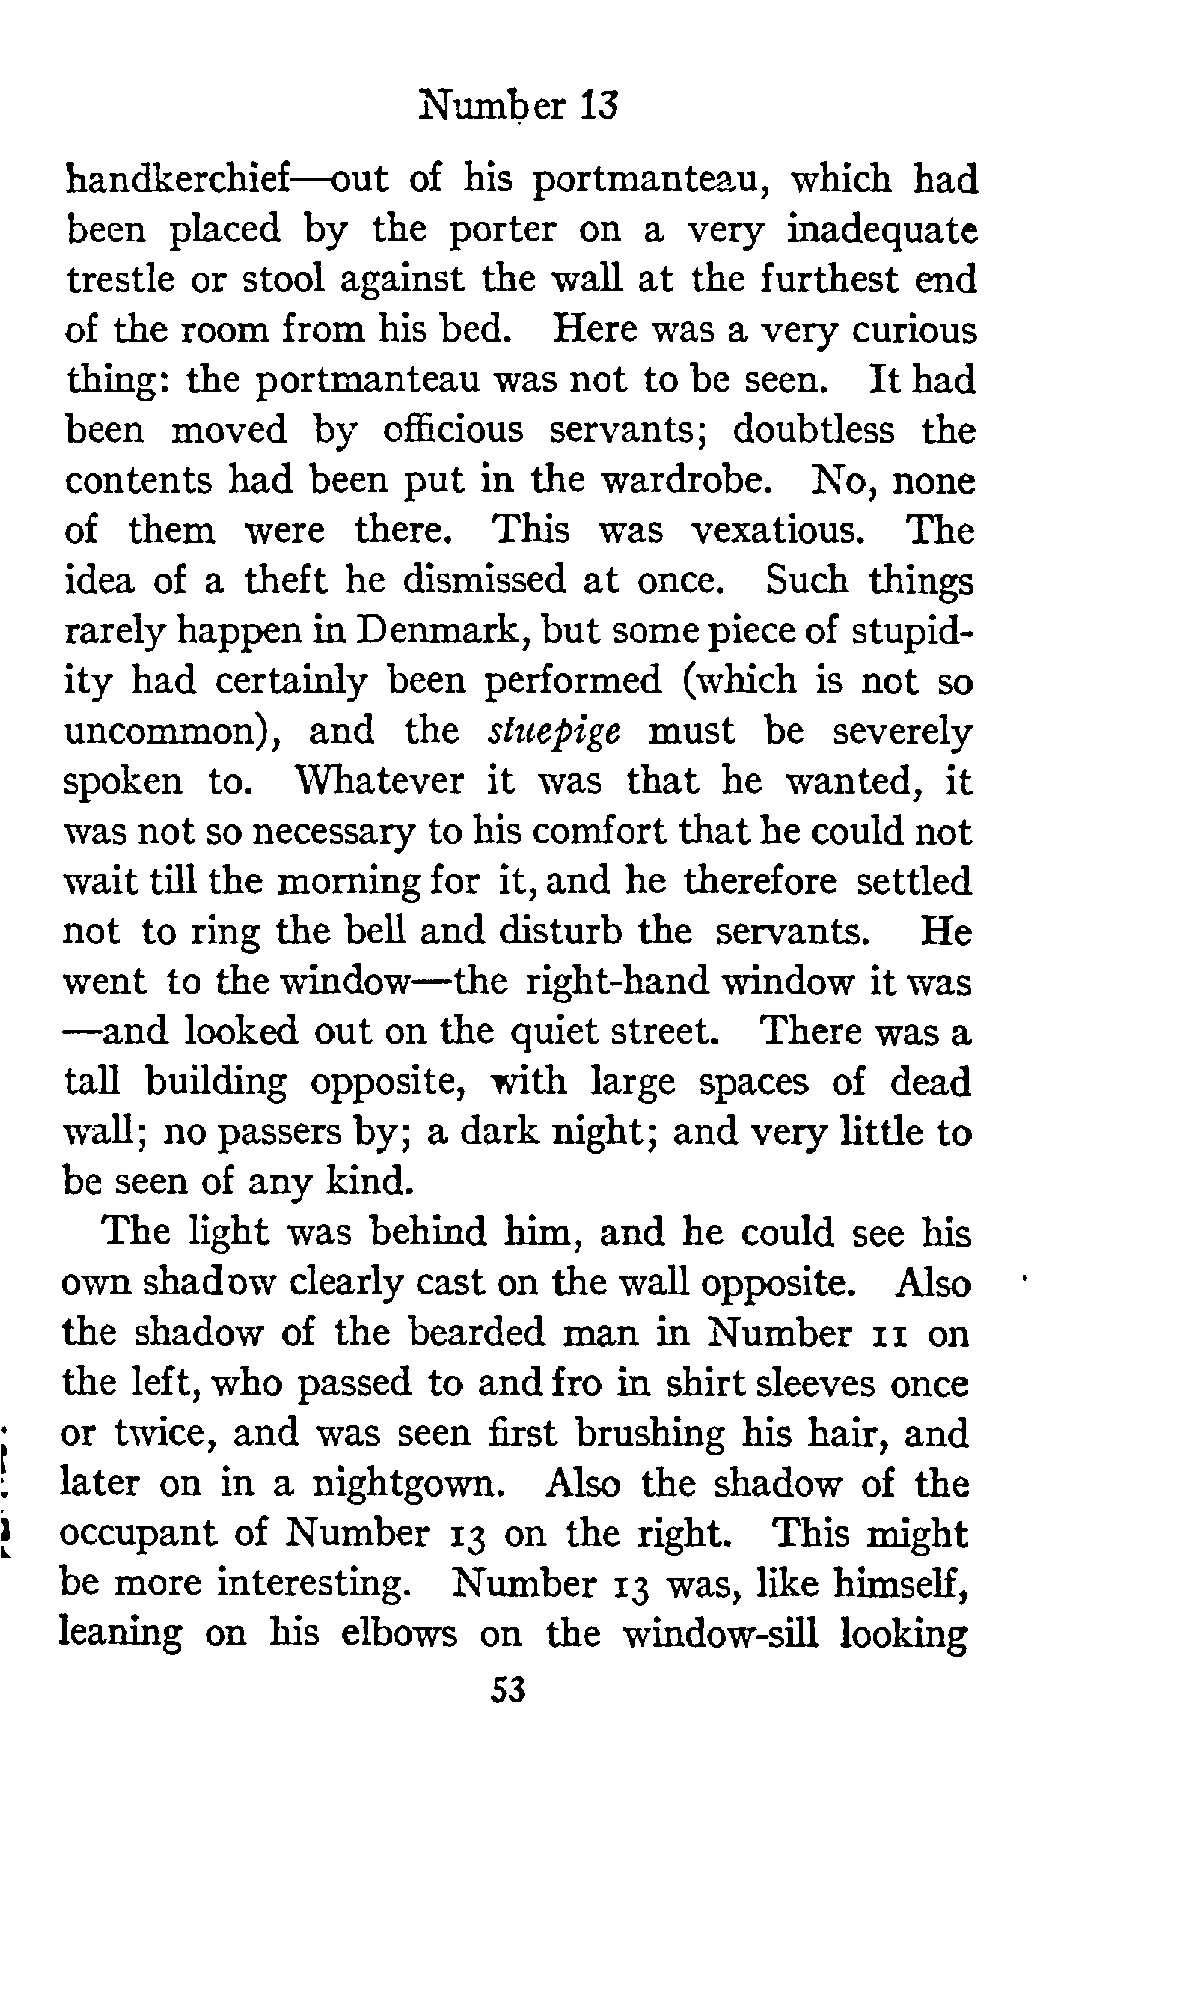 Number 13
handkerchief—out of his portmanteau, which had
been placed by the porter on a very inadequate
trestle or stool against the wall at the furthest end
of the room from his bed. Here was a very curious
thing: the portmanteau was not to be seen. It had
been moved by officious servants; doubtless the
contents had been put in the wardrobe. No, none
of them were there. This was vexatious. The
idea of a theft he dismissed at once. Such things
rarely happen in Denmark, but some piece of stupid-
ity had certainly been performed (which is not so
uncommon), and the stuepige must be severely
spoken to. Whatever it was that he wanted, it
was not so necessary to his comfort that he could not
wait till the morning for it, and he therefore settled
not to ring the bell and disturb the servants. He
went to the window—the right-hand window it was
—and looked out on the quiet street. There was a
tall building opposite, with large spaces of dead
wall; no passers by; a dark night; and very little to
be seen of any kind.
The light was behind him, and he could see his
own shadow clearly cast on the wall opposite. Also
the shadow of the bearded man in Number 11 on
the left, who passed to and fro in shirt sleeves once
or twice, and was seen first brushing his hair, and
later on in a nightgown. Also the shadow of the
occupant of Number 13 on the right. This might
be more interesting. Number 13 was, like himself,
leaning on his elbows on the window-sill looking
53